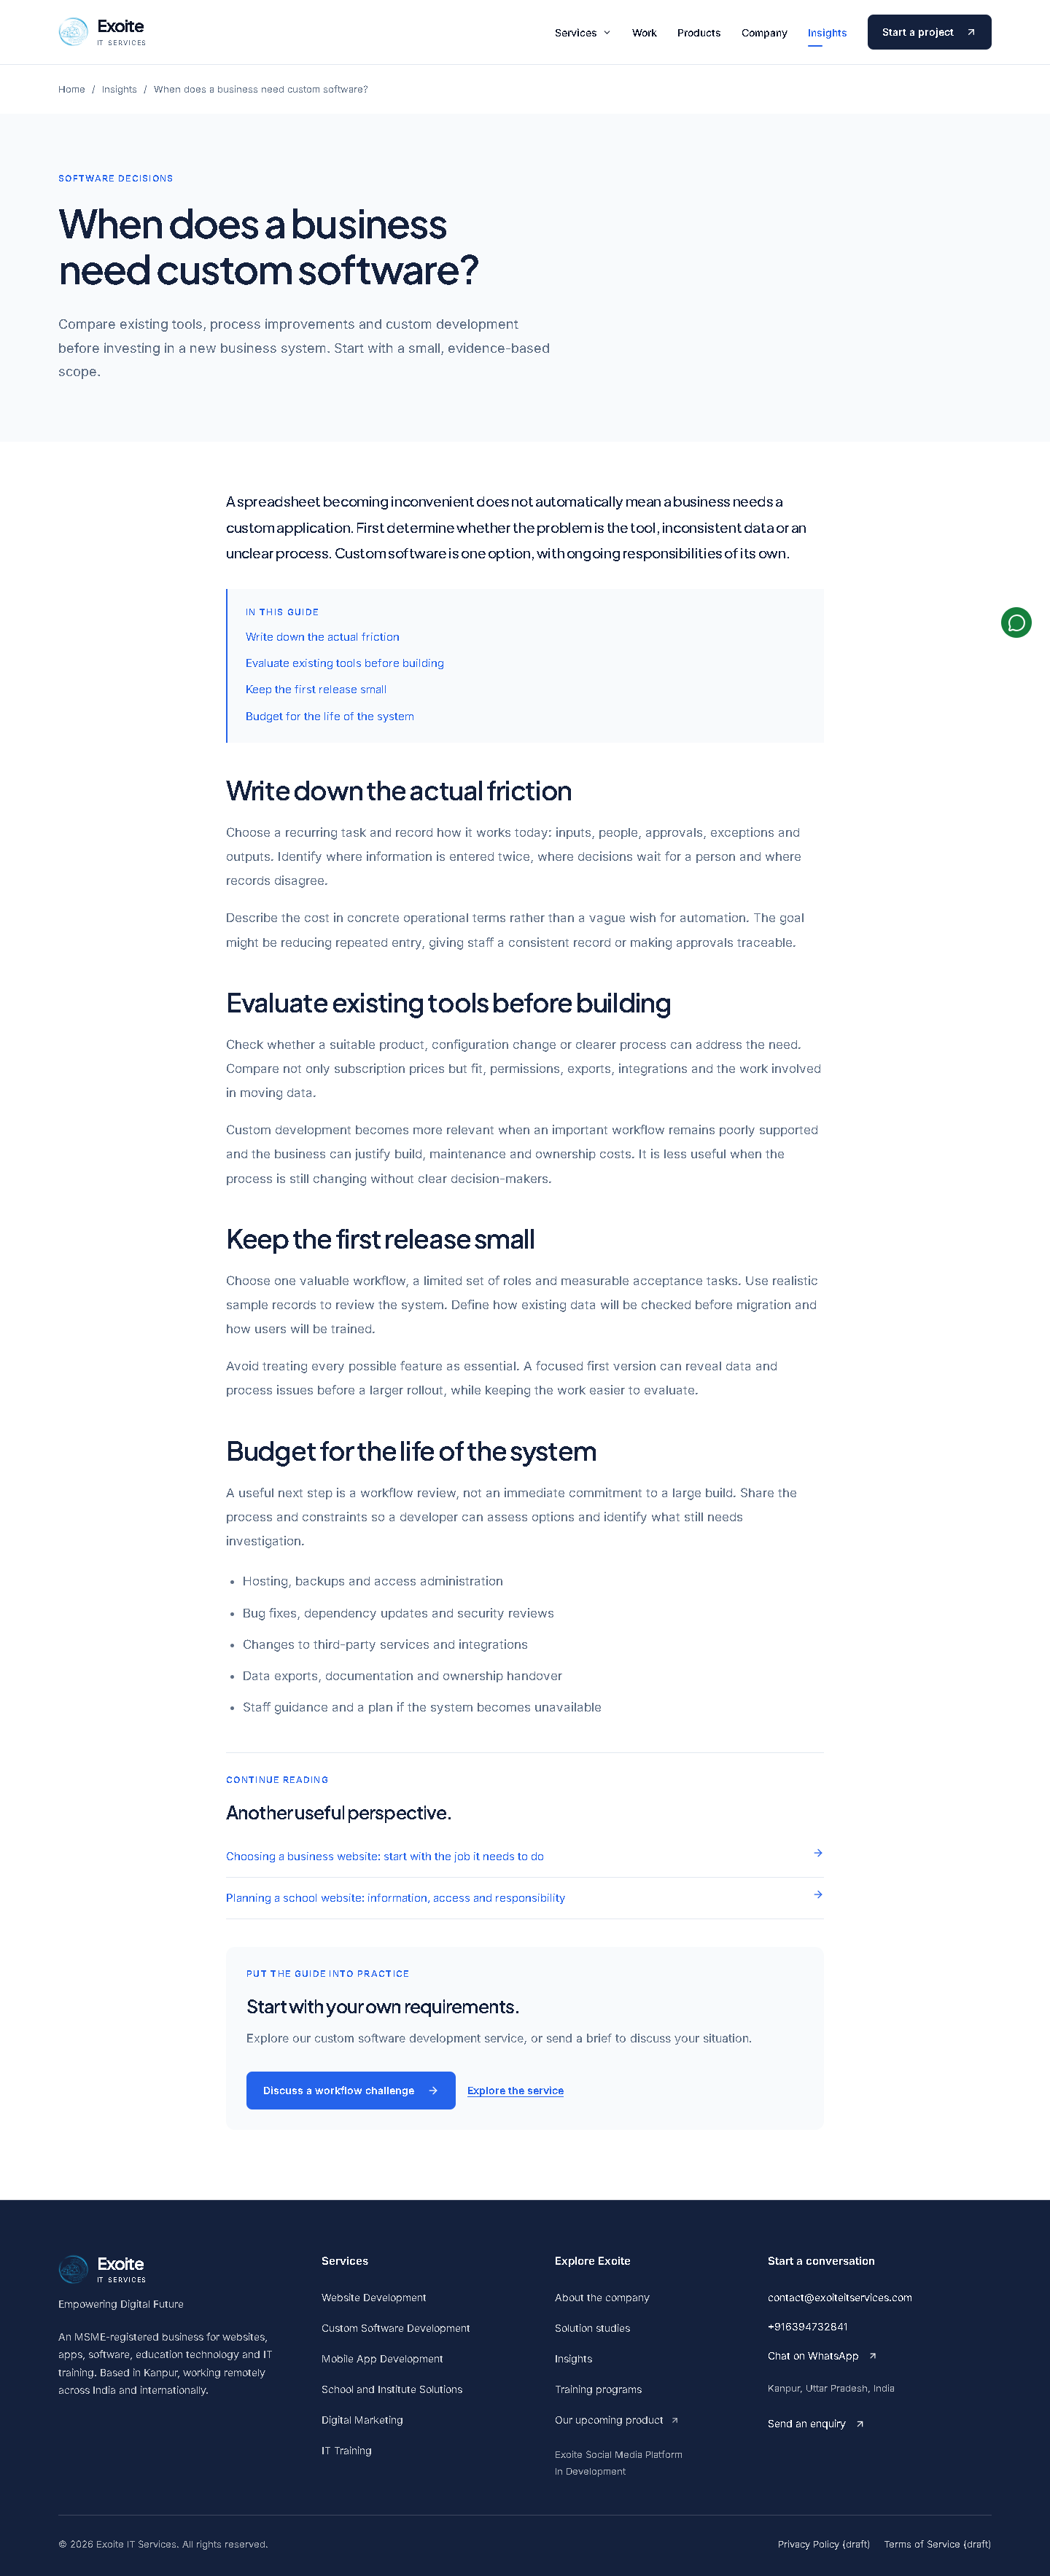 Exoite
IT SERVICES
Services
Work
Products
Company
Insights
Start a project
Home / Insights / When does a business need custom software?
SOFTWARE DECISIONS
When does a business
need custom software?
Compare existing tools, process improvements and custom development
before investing in a new business system. Start with a small, evidence-based
scope.
A spreadsheet becoming inconvenient does not automatically mean a business needs a
custom application. First determine whether the problem is the tool, inconsistent data or an
unclear process. Custom software is one option, with ongoing responsibilities of its own.
IN THIS GUIDE
Write down the actual friction
Evaluate existing tools before building
Keep the first release small
Budget for the life of the system
Write down the actual friction
Choose a recurring task and record how it works today: inputs, people, approvals, exceptions and
outputs. Identify where information is entered twice, where decisions wait for a person and where
records disagree.
Describe the cost in concrete operational terms rather than a vague wish for automation. The goal
might be reducing repeated entry, giving staff a consistent record or making approvals traceable.
Evaluate existing tools before building
Check whether a suitable product, configuration change or clearer process can address the need.
Compare not only subscription prices but fit, permissions, exports, integrations and the work involved
in moving data.
Custom development becomes more relevant when an important workflow remains poorly supported
and the business can justify build, maintenance and ownership costs. It is less useful when the
process is still changing without clear decision-makers.
Keep the first release small
Choose one valuable workflow, a limited set of roles and measurable acceptance tasks. Use realistic
sample records to review the system. Define how existing data will be checked before migration and
how users will be trained.
Avoid treating every possible feature as essential. A focused first version can reveal data and
process issues before a larger rollout, while keeping the work easier to evaluate.
Budget for the life of the system
A useful next step is a workflow review, not an immediate commitment to a large build. Share the
process and constraints so a developer can assess options and identify what still needs
investigation.
• Hosting, backups and access administration
• Bug fixes, dependency updates and security reviews
• Changes to third-party services and integrations
• Data exports, documentation and ownership handover
• Staff guidance and a plan if the system becomes unavailable
CONTINUE READING
Another useful perspective.
Choosing a business website: start with the job it needs to do
Planning a school website: information, access and responsibility
PUT THE GUIDE INTO PRACTICE
Start with your own requirements.
Explore our custom software development service, or send a brief to discuss your situation.
Discuss a workflow challenge
Explore the service
Exoite
IT SERVICES
Empowering Digital Future
An MSME-registered business for websites,
apps, software, education technology and IT
training. Based in Kanpur, working remotely
across India and internationally.
Services
Website Development
Custom Software Development
Mobile App Development
School and Institute Solutions
Digital Marketing
IT Training
Explore Exoite
About the company
Solution studies
Insights
Training programs
Our upcoming product
Exoite Social Media Platform
In Development
Start a conversation
contact@exoiteitservices.com
+916394732841
Chat on WhatsApp
Kanpur, Uttar Pradesh, India
Send an enquiry
© 2026 Exoite IT Services. All rights reserved.
Privacy Policy (draft)
Terms of Service (draft)